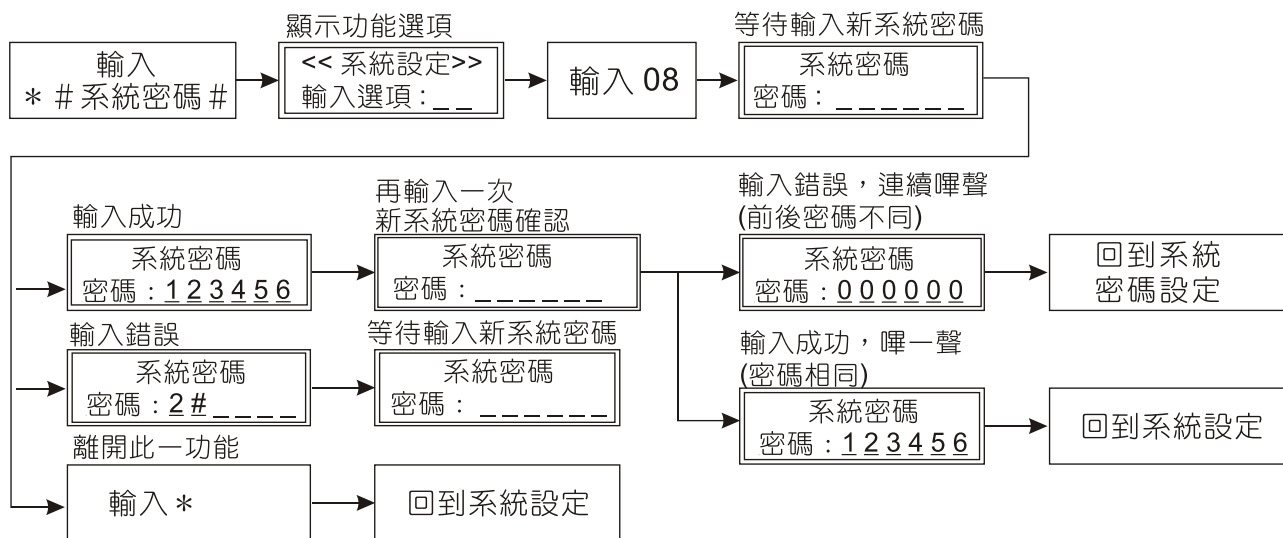 輸入
＊＃系統密碼＃
顯示功能選項
<< 系統設定>>
輸入選項：_ _
輸入 08
等待輸入新系統密碼
系統密碼
密碼：_ _ _ _ _ _
輸入成功
系統密碼
密碼：1 2 3 4 5 6
再輸入一次
新系統密碼確認
系統密碼
密碼：_ _ _ _ _ _
輸入錯誤，連續嗶聲
(前後密碼不同)
系統密碼
密碼：0 0 0 0 0 0
回到系統
密碼設定
輸入錯誤
系統密碼
密碼：2 # _ _ _ _
等待輸入新系統密碼
系統密碼
密碼：_ _ _ _ _ _
輸入成功，嗶一聲
(密碼相同)
系統密碼
密碼：1 2 3 4 5 6
回到系統設定
離開此一功能
輸入＊
回到系統設定